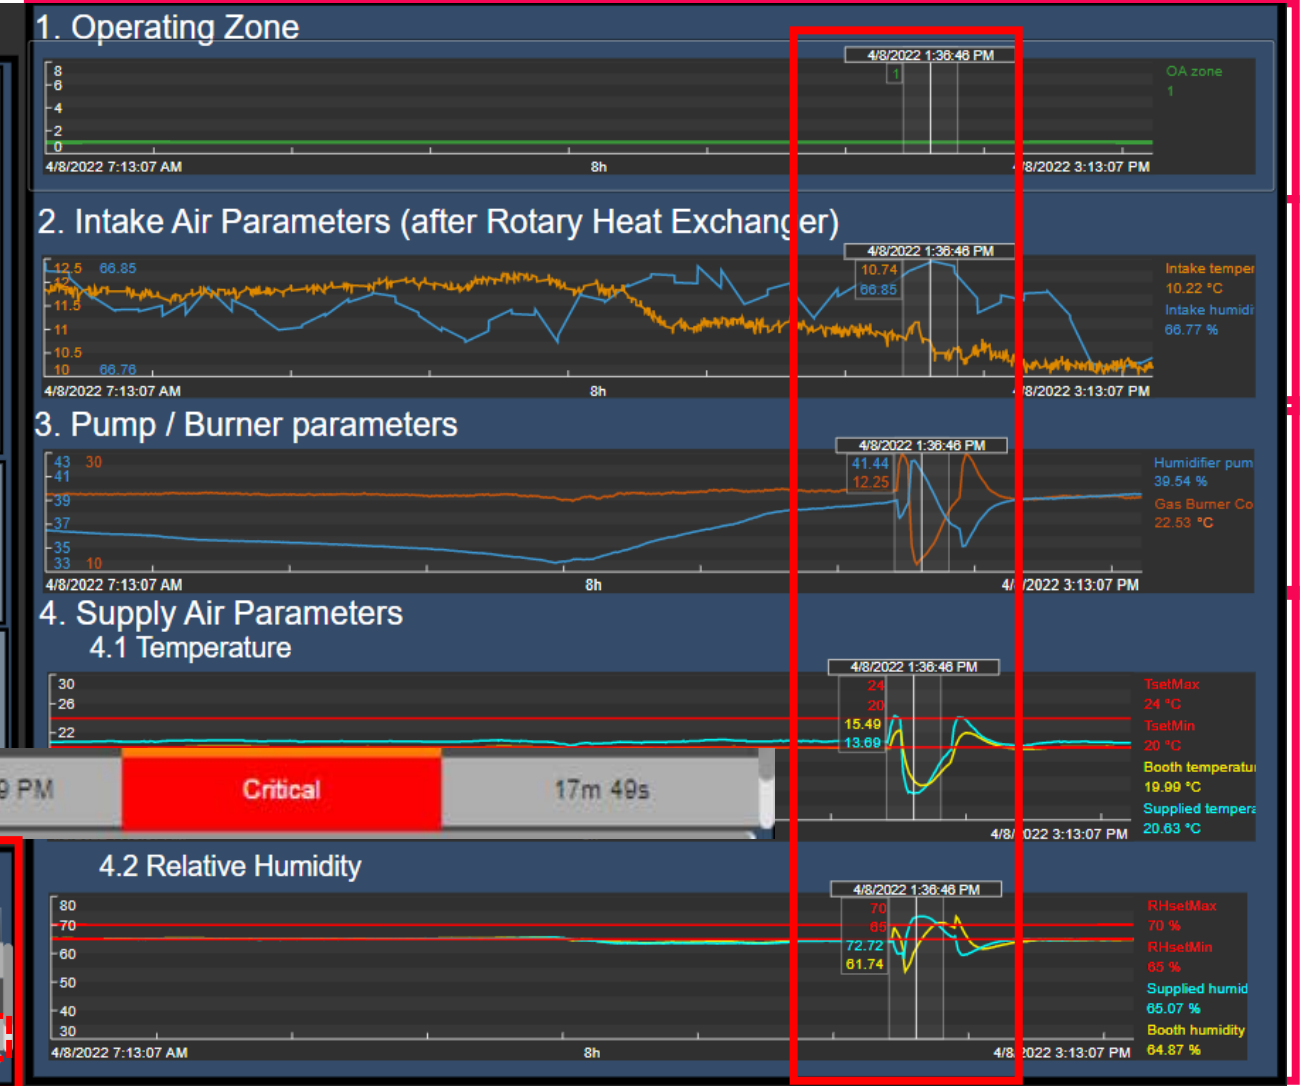 1. Operating Zone
4/8/2022 1:36:46 PM
8
6
4
2
0
1
OA zone
1
4/8/2022 7:13:07 AM 8h 4/8/2022 3:13:07 PM
2. Intake Air Parameters (after Rotary Heat Exchanger)
4/8/2022 1:36:46 PM
12.5 66.85
12
11.5
11
10.5
10 66.76
10.74
66.85
Intake temper
10.22 °C
Intake humidi
66.77 %
4/8/2022 7:13:07 AM 8h 4/8/2022 3:13:07 PM
3. Pump / Burner parameters
4/8/2022 1:36:46 PM
43 30
41
39
37
35
33 10
41.44
12.25
Humidifier pum
39.54 %
Gas Burner Co
22.53 °C
4/8/2022 7:13:07 AM 8h 4/8/2022 3:13:07 PM
4. Supply Air Parameters
4.1 Temperature
4/8/2022 1:36:46 PM
30
26
22
24
20
15.49
13.69
TsetMax
24 °C
TsetMin
20 °C
Booth temperatu
19.99 °C
Supplied tempera
20.63 °C
9 PM Critical 17m 49s
4/8/2022 3:13:07 PM
4.2 Relative Humidity
4/8/2022 1:36:46 PM
80
70
60
50
40
30
70
65
72.72
61.74
RHsetMax
70 %
RHsetMin
65 %
Supplied humid
65.07 %
Booth humidity
64.87 %
4/8/2022 7:13:07 AM 8h 4/8/2022 3:13:07 PM